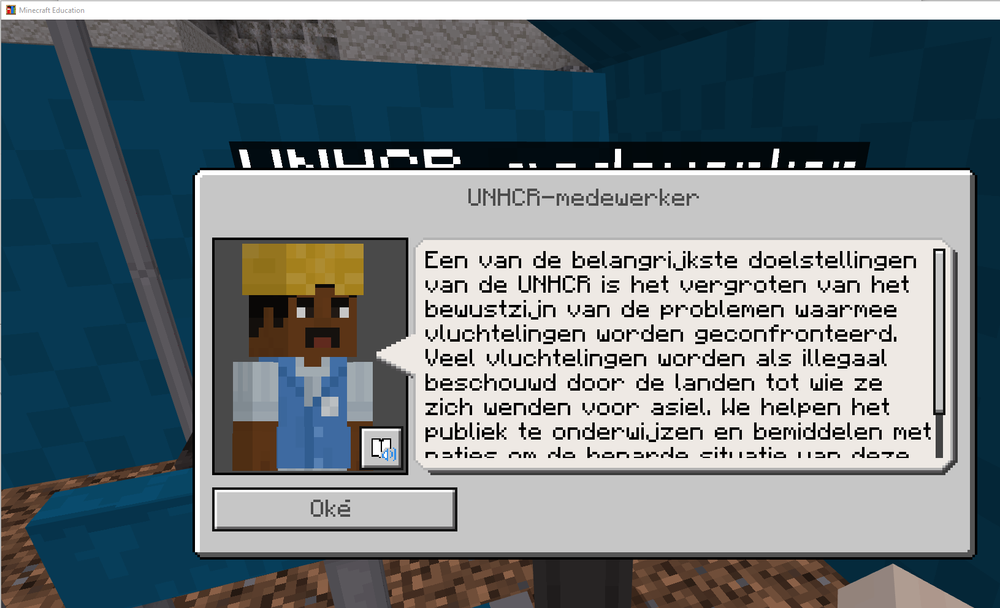 Minecraft Education
UNHCR-medewerker
UNHCR-medewerker
Een van de belangrijkste doelstellingen
van de UNHCR is het vergroten van het
bewustzijn van de problemen waarmee
vluchtelingen worden geconfronteerd.
Veel vluchtelingen worden als illegaal
beschouwd door de landen tot wie ze
zich wenden voor asiel. We helpen het
publiek te onderwijzen en bemiddelen met
naties om de benarde situatie van deze
Oké